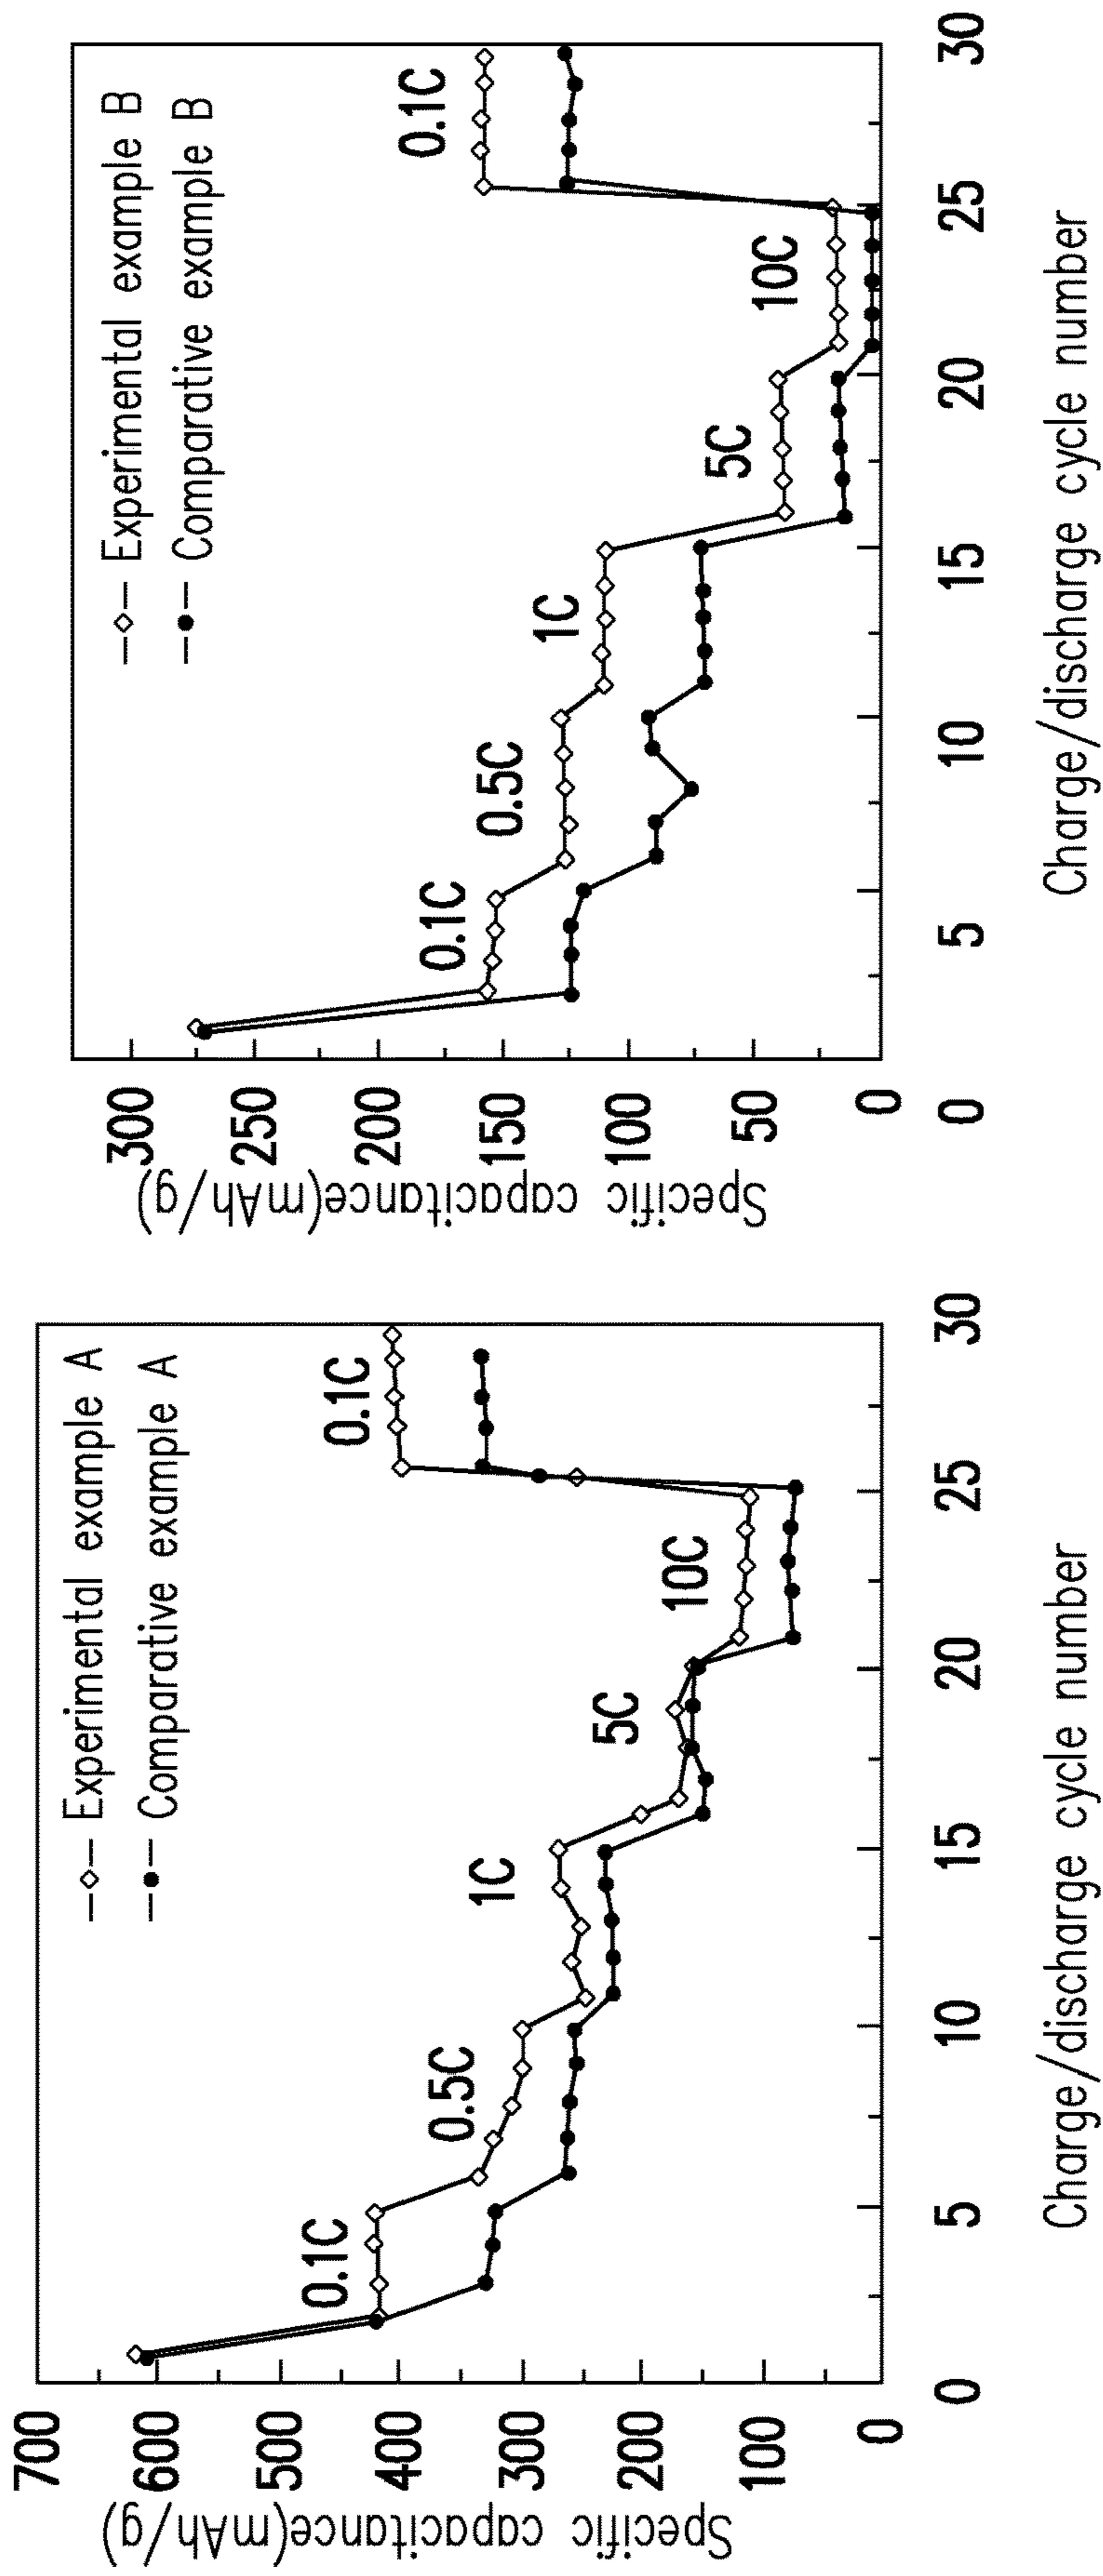 Specific capacitance(mAh/g)
700
600
500
400
300
200
100
0
Experimental example A
Comparative example A
0.1C
0.5C
1C
5C
10C
0.1C
0
5
10
15
20
25
30
Charge/discharge cycle number
Specific capacitance(mAh/g)
300
250
200
150
100
50
0
Experimental example B
Comparative example B
0.1C
0.5C
1C
5C
10C
0.1C
0
5
10
15
20
25
30
Charge/discharge cycle number